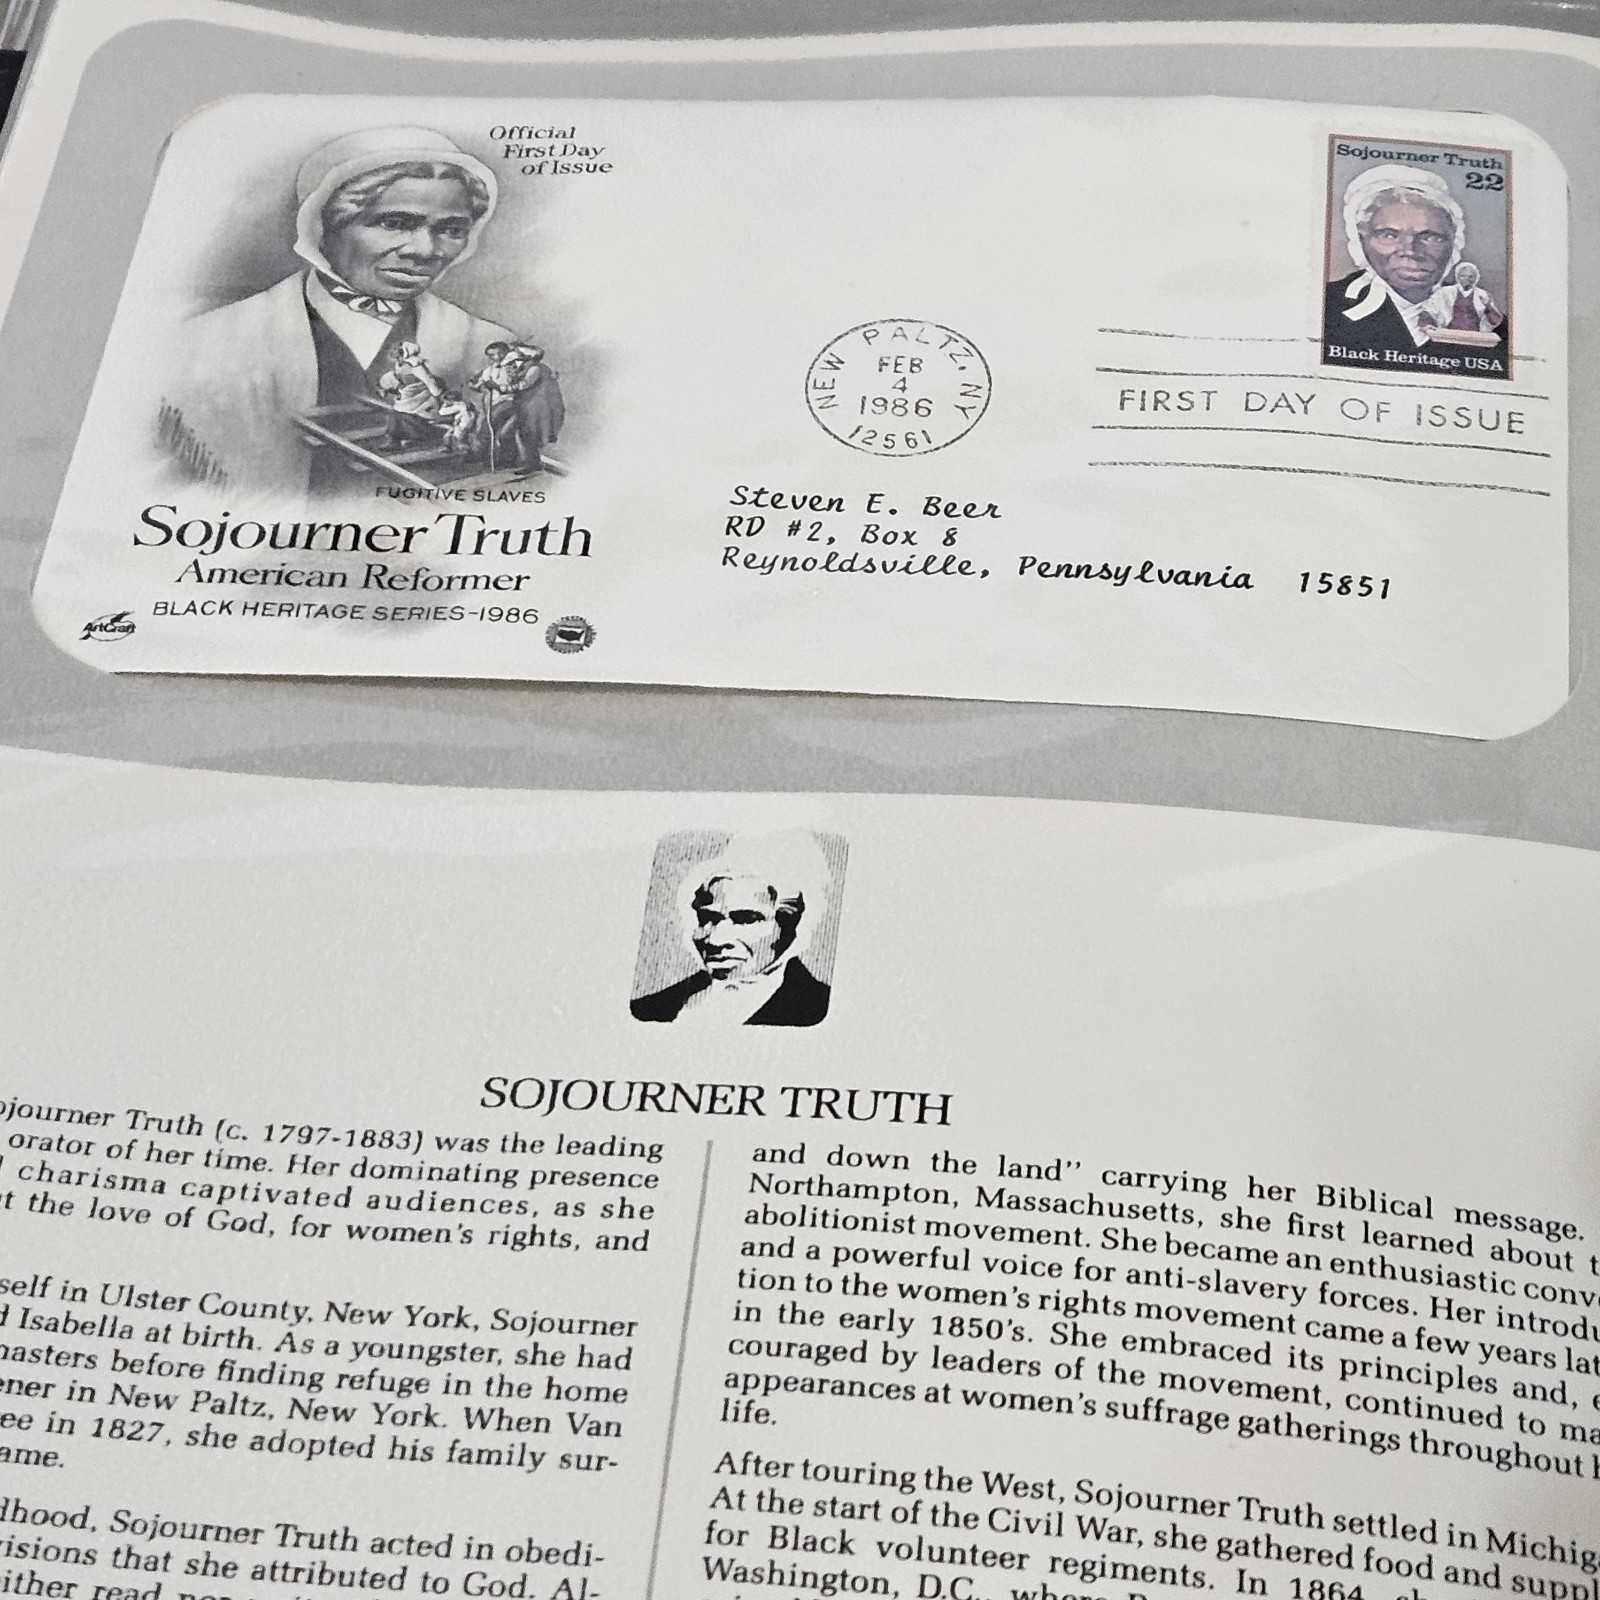 Official
First Day
of Issue
Sojourner Truth
22
Black Heritage USA
NEW PALTZ, NY
FEB
4
1986
12561
FIRST DAY OF ISSUE
FUGITIVE SLAVES
Sojourner Truth
American Reformer
BLACK HERITAGE SERIES-1986
ArtCraft
Steven E. Beer
RD #2, Box 8
Reynoldsville, Pennsylvania 15851
SOJOURNER TRUTH
ojourner Truth (c. 1797-1883) was the leading
orator of her time. Her dominating presence
charisma captivated audiences, as she
the love of God, for women's rights, and
self in Ulster County, New York, Sojourner
Isabella at birth. As a youngster, she had
masters before finding refuge in the home
ener in New Paltz, New York. When Van
ee in 1827, she adopted his family sur-
ame.
dhood, Sojourner Truth acted in obedi-
visions that she attributed to God. Al-
either read
and down the land" carrying her Biblical message.
Northampton, Massachusetts, she first learned about t
abolitionist movement. She became an enthusiastic conve
and a powerful voice for anti-slavery forces. Her introdu
tion to the women's rights movement came a few years lat
in the early 1850's. She embraced its principles and, e
couraged by leaders of the movement, continued to ma
appearances at women's suffrage gatherings throughout h
life.
After touring the West, Sojourner Truth settled in Michig
At the start of the Civil War, she gathered food and suppl
for Black volunteer regiments. In 1864,
Washington, D.C., where